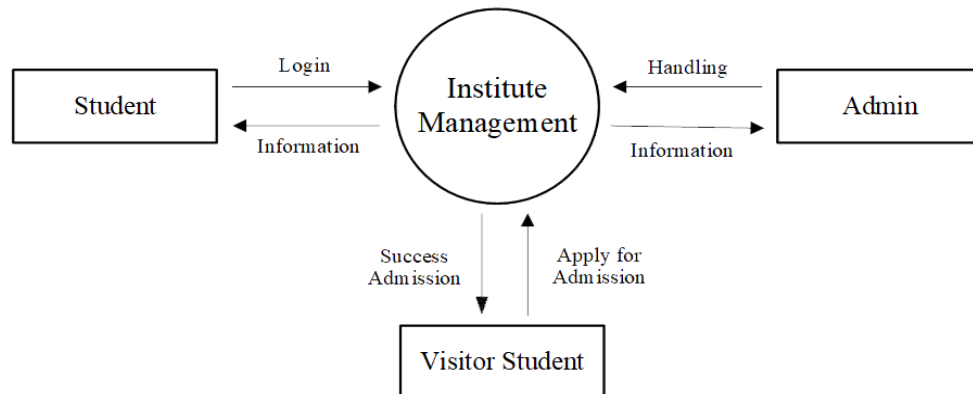 Login
Handling
Student
Institute
Management
Admin
Information
Information
Success
Admission
Apply for
Admission
Visitor Student